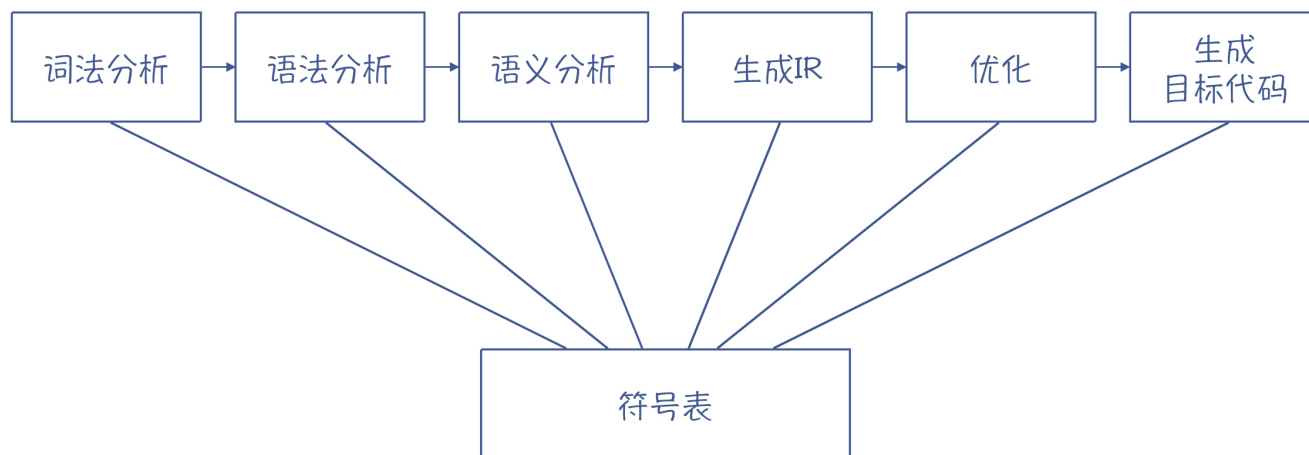 词法分析
语法分析
语义分析
生成IR
优化
生成
目标代码
符号表